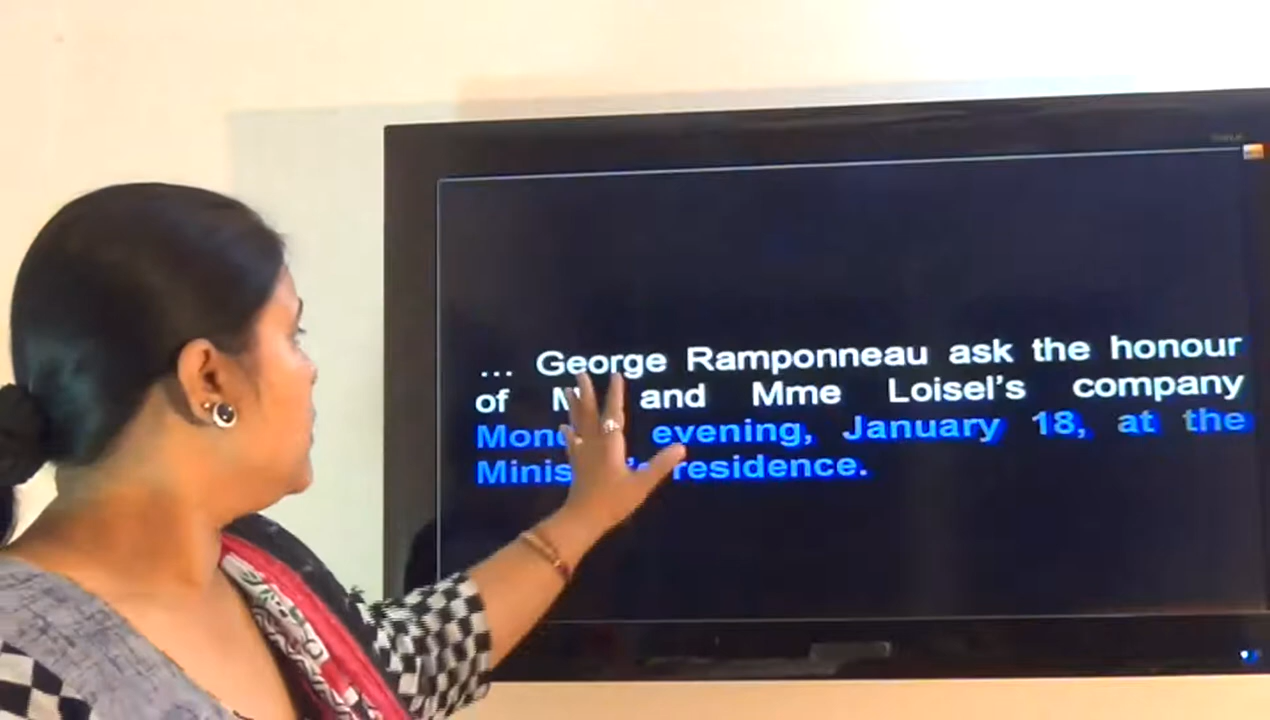 ... George Ramponneau ask the honour
of and Mme Loisel's company
evening, January 18, at the
residence.